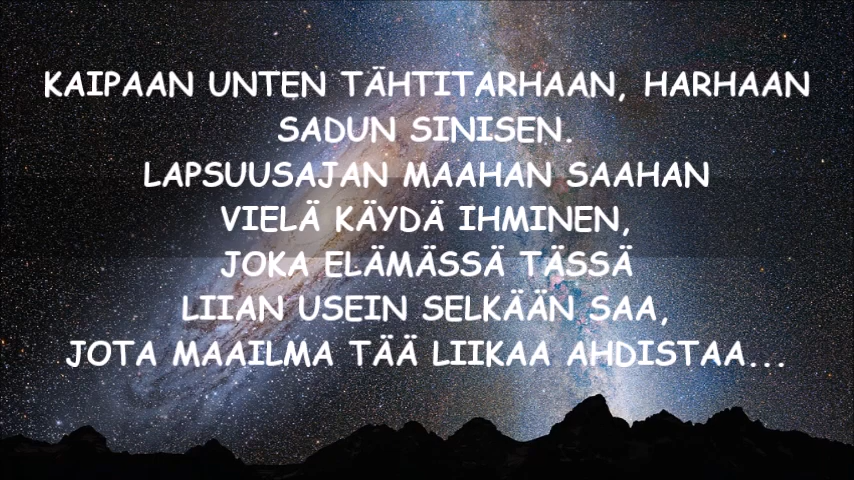 KAIPAAN UNTEN TÄHTITARHAAN, HARHAAN
SADUN SINISEN.
LAPSUUSAJAN MAAHAN SAAHAN
VIELÄ KÄYDÄ IHMINEN,
JOKA ELÄMÄSSÄ TÄSSÄ
LIIAN USEIN SELKÄÄN SAA,
JOTA MAAILMA TÄÄ LIIKAA AHDISTAA...